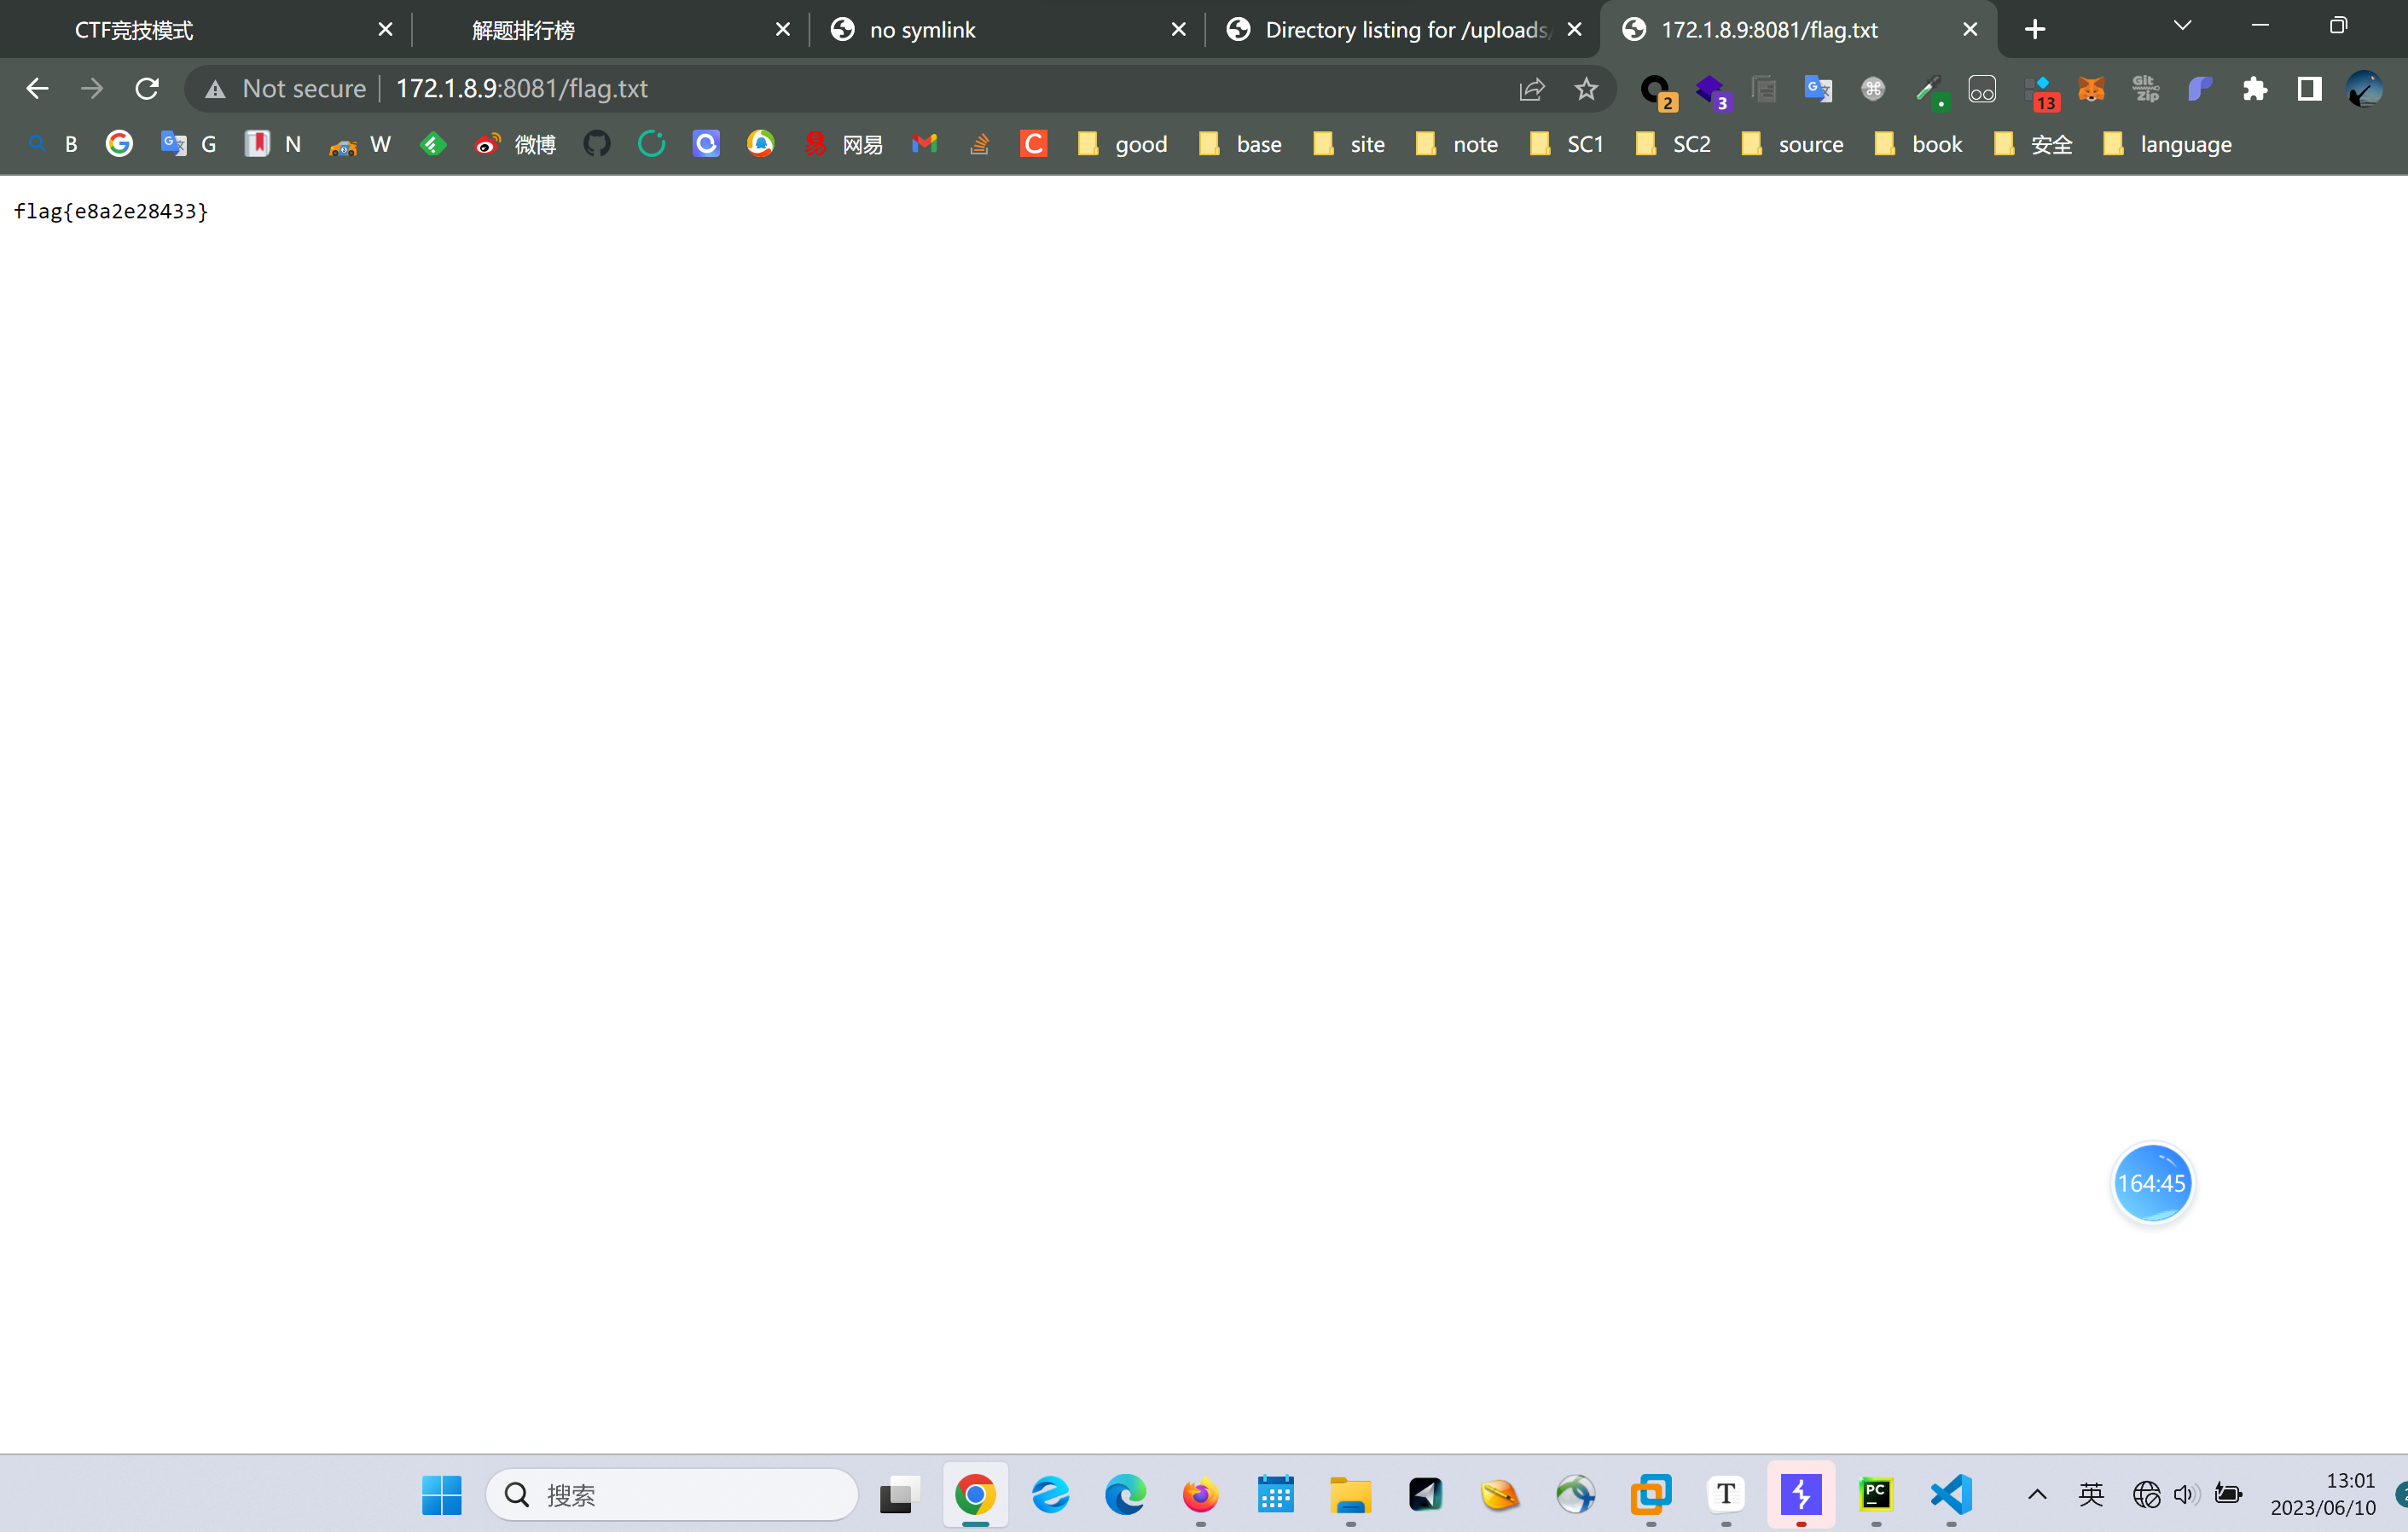 CTF竞技模式
解题排行榜
no symlink
Directory listing for /uploads/
172.1.8.9:8081/flag.txt
Not secure
172.1.8.9:8081/flag.txt
2
3
13
Git
zip
B
G
N
W
微博
网易
good
base
site
note
SC1
SC2
source
book
安全
language
flag{e8a2e28433}
164:45
搜索
T
PC
英
13:01
2023/06/10